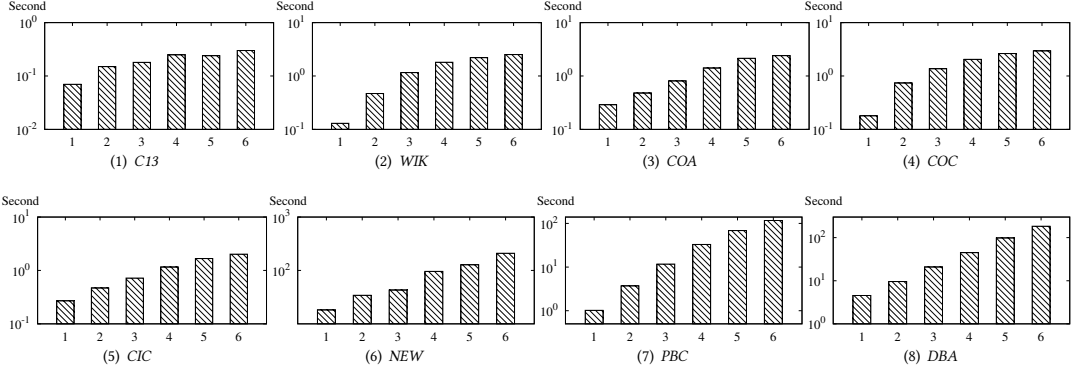 Second Second Second Second
10^0 10^2 10^1 10^1
10^-1 10^0 10^0 10^0
10^-2 10^-1 10^-1 10^-1
1 2 3 4 5 6 1 2 3 4 5 6 1 2 3 4 5 6 1 2 3 4 5 6
(1) C13 (2) WIK (3) COA (4) COC
Second Second Second Second
10^1 10^3 10^2 10^2
10^0 10^2 10^1 10^1
10^-1 10^0 10^0
1 2 3 4 5 6 1 2 3 4 5 6 1 2 3 4 5 6 1 2 3 4 5 6
(5) CIC (6) NEW (7) PBC (8) DBA